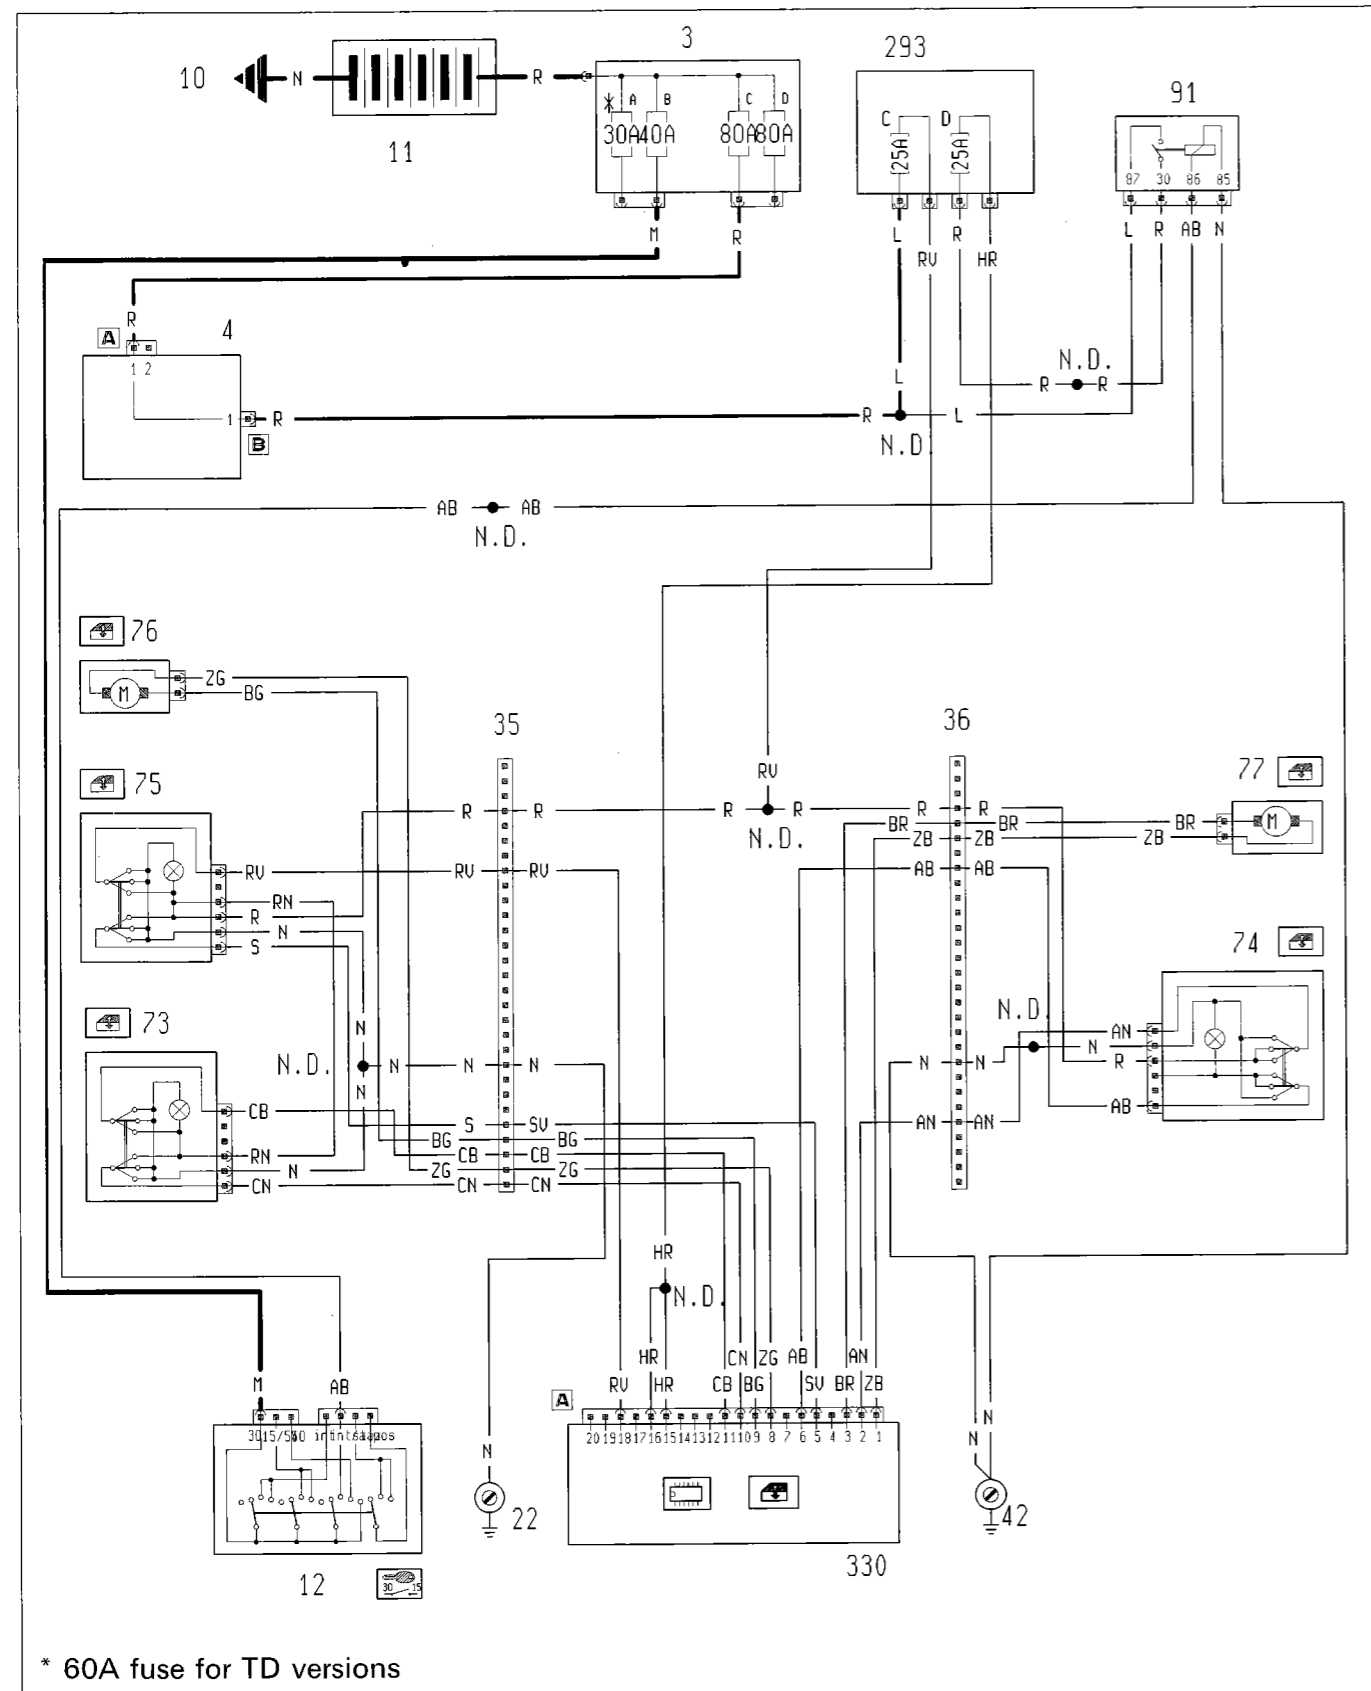 3
293
91
10
N
R
11
A
B
C
D
30A
40A
80A
80A
C
D
25A
25A
87
30
86
85
M
R
L
RV
R
HR
L
R
AB
N
R
A
4
1
2
1
R
B
L
R
L
N.D.
R
R
N.D.
AB
AB
N.D.
76
M
ZG
BG
35
36
75
RV
77
M
R
R
R
R
R
R
N.D.
BR
BR
BR
ZB
ZB
ZB
RV
RV
RV
AB
AB
RN
R
N
S
74
73
N
N.D.
N
N
N
N
N
N
N.D.
AN
N
R
AB
CB
S
SV
AN
AN
BG
BG
RN
CB
CB
N
ZG
ZG
CN
CN
CN
HR
N.D.
M
AB
HR
CN
ZG
AB
AN
RV
HR
CB
BG
SV
BR
ZB
A
N
N
N
30
15/54
20 19 18 17 16 15 14 13 12 11 10 9 8 7 6 5 4 3 2 1
22
42
12
30
15
330
* 60A fuse for TD versions